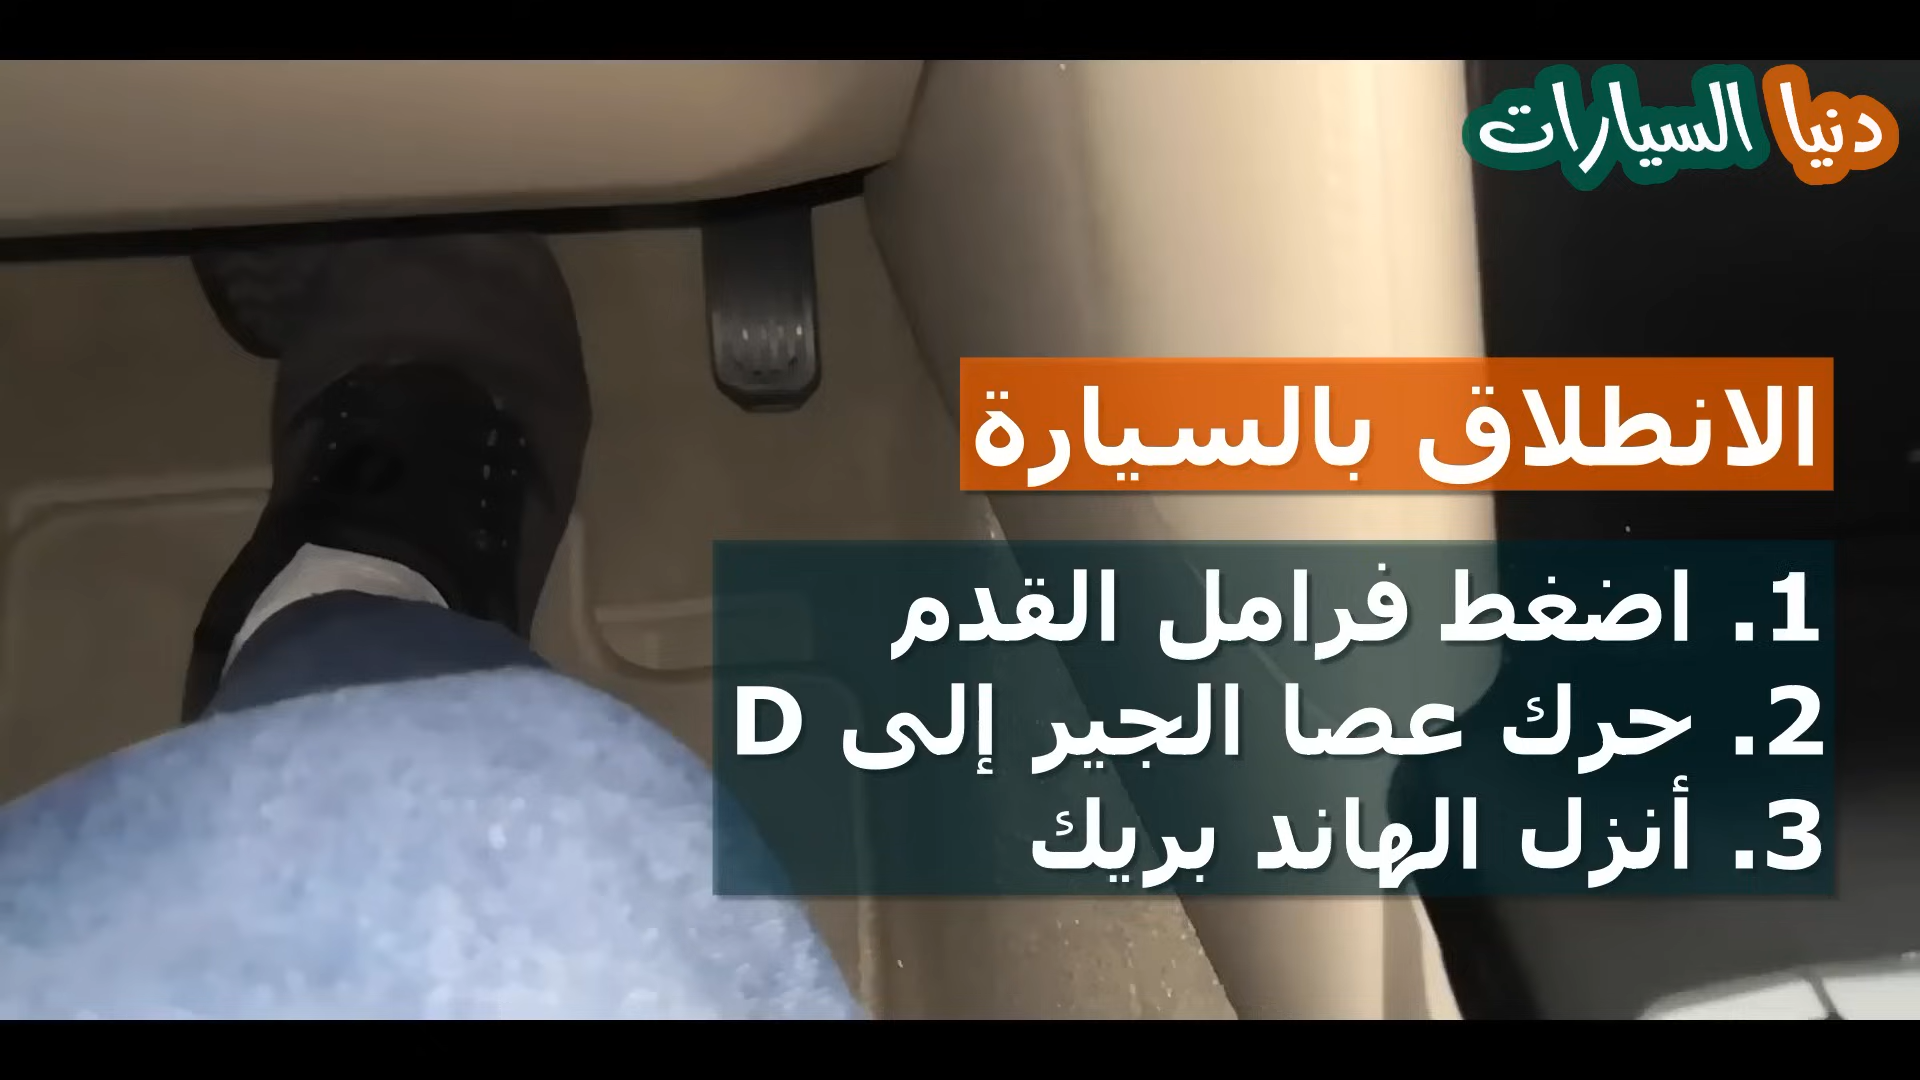 دنيا السيارات
الانطلاق بالسيارة
1. اضغط فرامل القدم
2. حرك عصا الجير إلى D
3. أنزل الهاند بريك